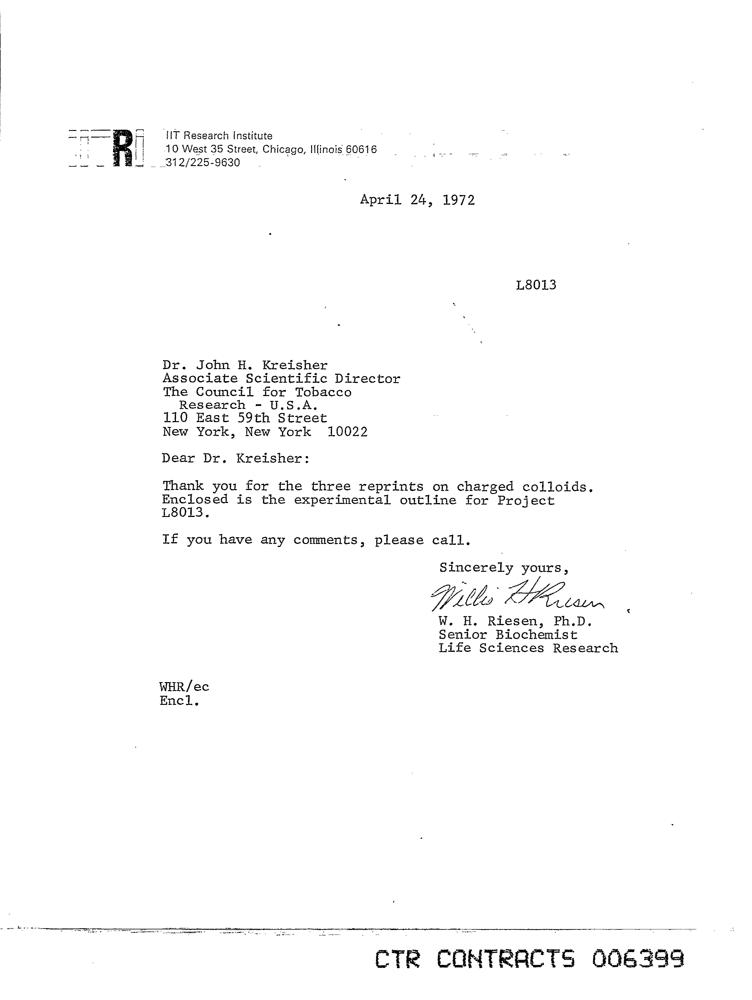 IITRI
IIT Research Institute
10 West 35 Street, Chicago, Illinois 60616
312/225-9630
April 24, 1972
L8013
Dr. John H. Kreisher
Associate Scientific Director
The Council for Tobacco
Research - U.S.A.
110 East 59th Street
New York, New York 10022
Dear Dr. Kreisher:
Thank you for the three reprints on charged colloids.
Enclosed is the experimental outline for Project
L8013.
If you have any comments, please call.
Sincerely yours,
Willis H Riesen
W. H. Riesen, Ph.D.
Senior Biochemist
Life Sciences Research
WHR/ec
Encl.
CTR CONTRACTS 006399